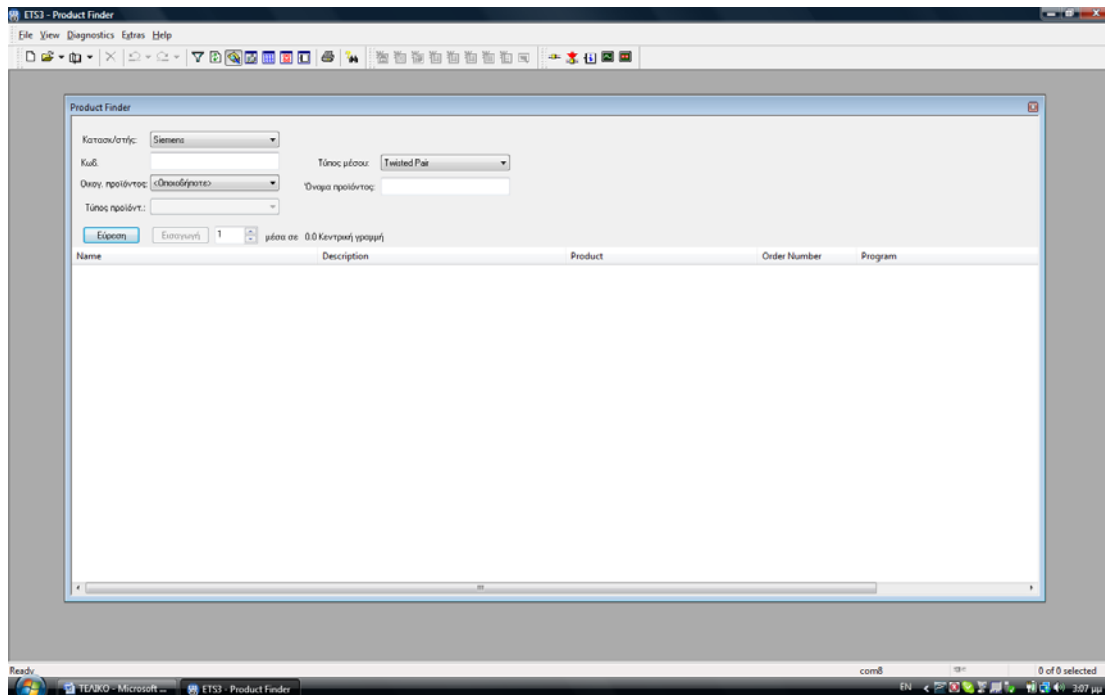 ETS3 - Product Finder
File View Diagnostics Extras Help
Product Finder
Κατασκ/στής: Siemens
Κωδ.
Τύπος μέσου: Twisted Pair
Οικογ. προϊόντος: <Οποιοδήποτε>
Όνομα προϊόντος:
Τύπος προϊόντ.:
Εύρεση Εισαγωγή 1 μέσα σε 0.0 Κεντρική γραμμή
Name Description Product Order Number Program
Ready com8 0 of 0 selected
ΤΕΛΙΚΟ - Microsoft ... ETS3 - Product Finder EN 3:07 μμ